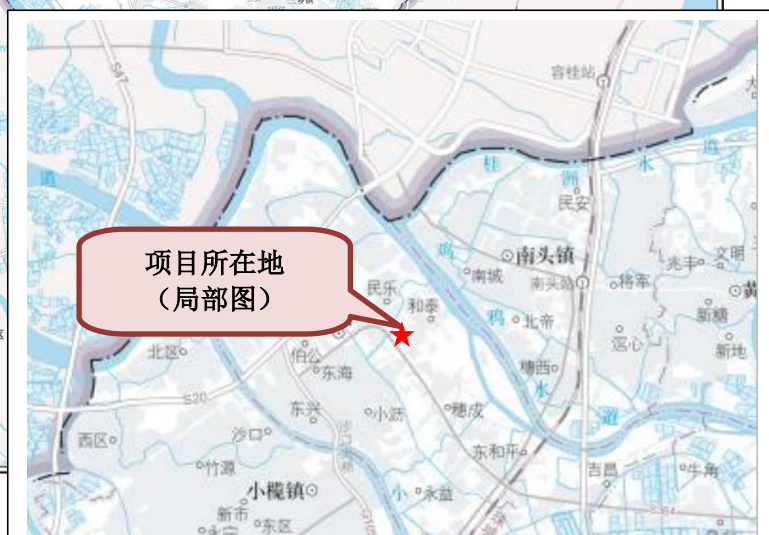 S47
容桂站
道
桂洲水道
民安
鸡鸦水道
南头镇
项目所在地
（局部图）
南城
南头站
将军
兆丰
文明
民乐
和泰
北帝
新糖
黄
北区
伯公
东海
穗西
新地
S20
东兴
小沥
穗成
西区
沙口
东和平
竹源
吉昌
牛角
小榄镇
小
永益
新市
东区
永宁